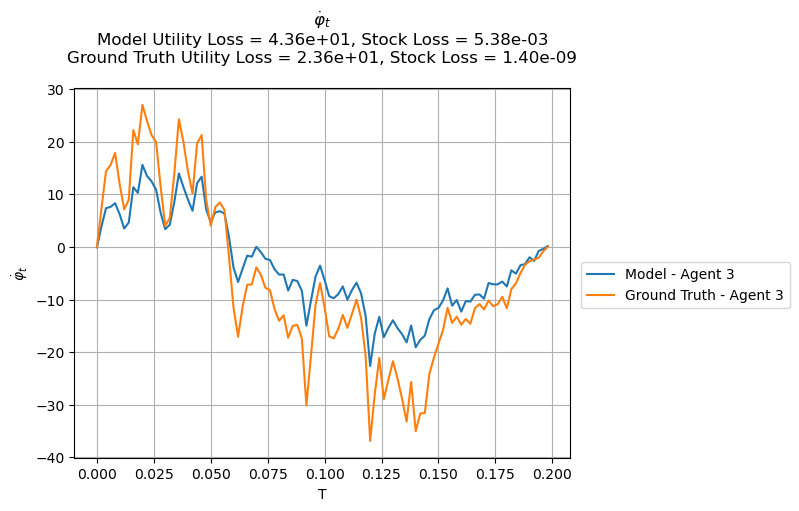 φ̇ₜ
Model Utility Loss = 4.36e+01, Stock Loss = 5.38e-03
Ground Truth Utility Loss = 2.36e+01, Stock Loss = 1.40e-09
30
20
10
0
−10
−20
−30
−40
φ̇ₜ
0.000
0.025
0.050
0.075
0.100
0.125
0.150
0.175
0.200
T
Model - Agent 3
Ground Truth - Agent 3